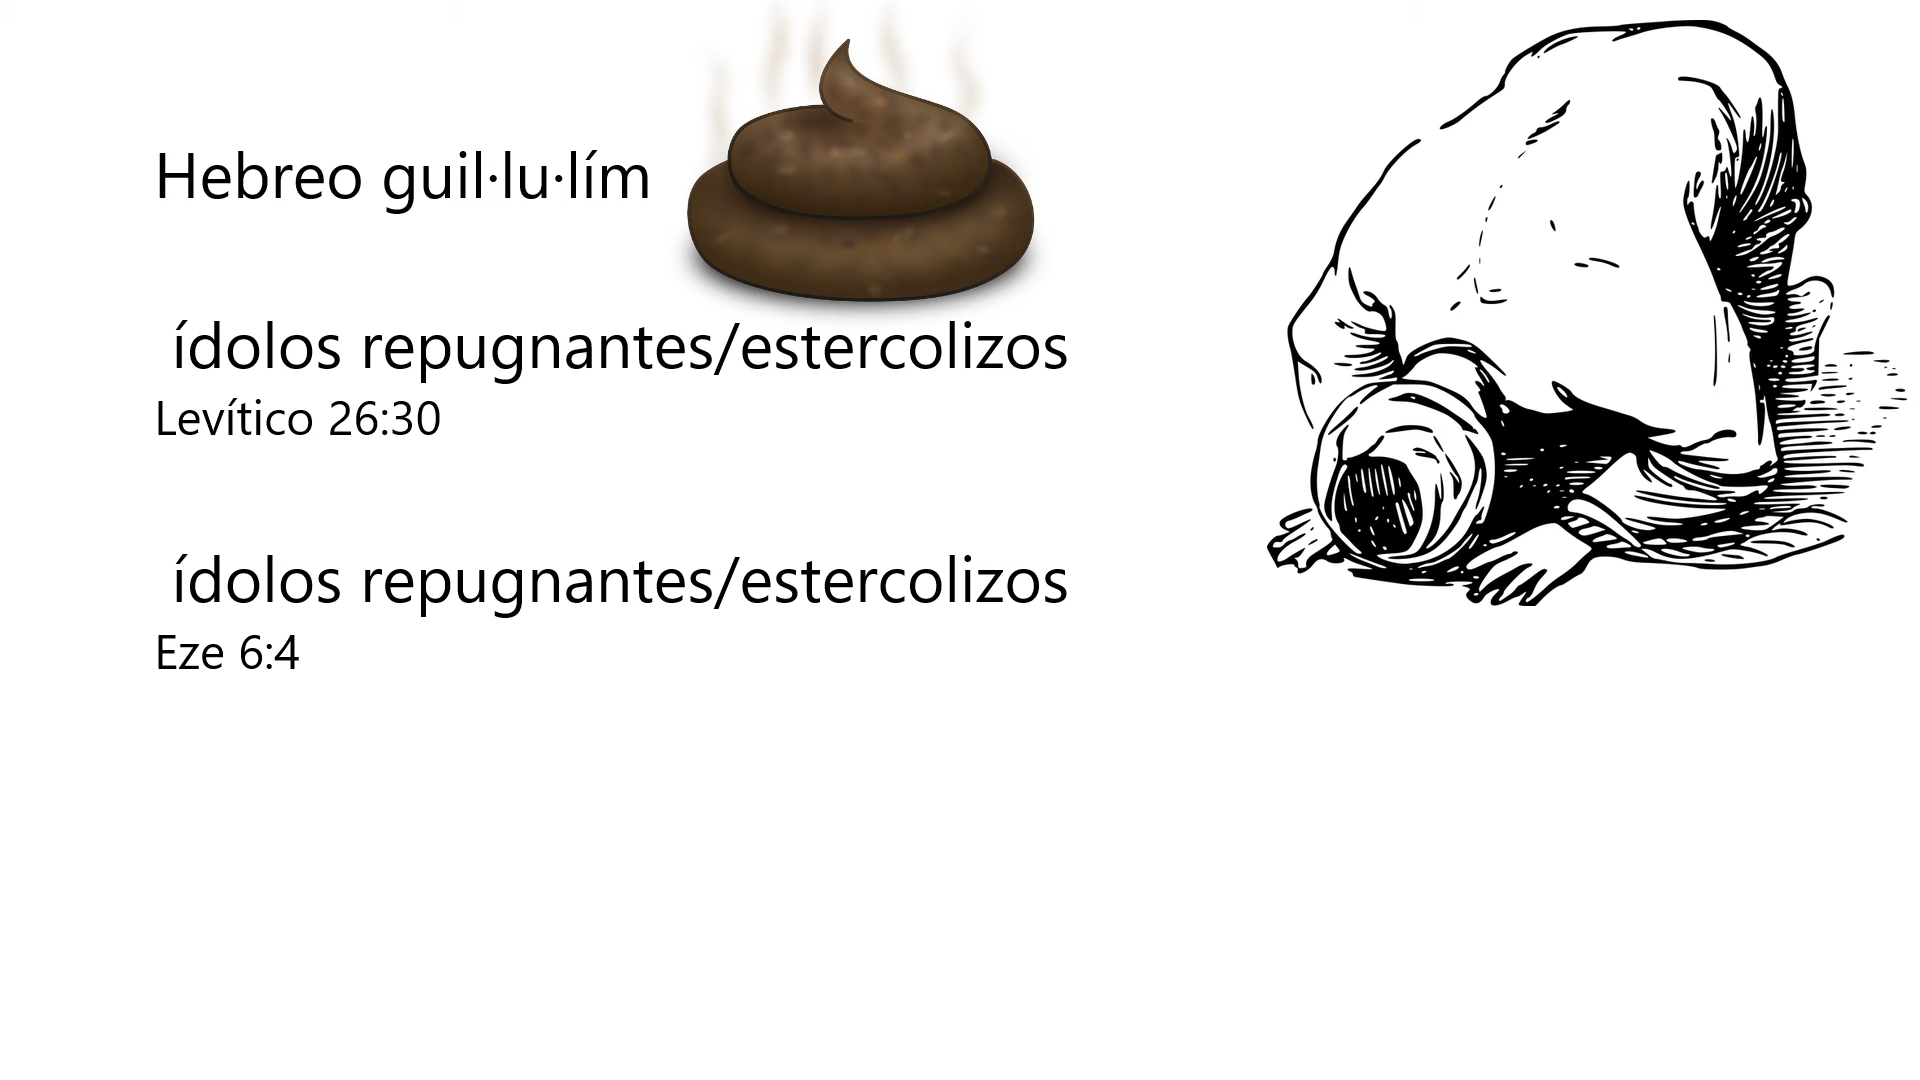 Hebreo guil·lu·lím
ídolos repugnantes/estercolizos
Levítico 26:30
ídolos repugnantes/estercolizos
Eze 6:4